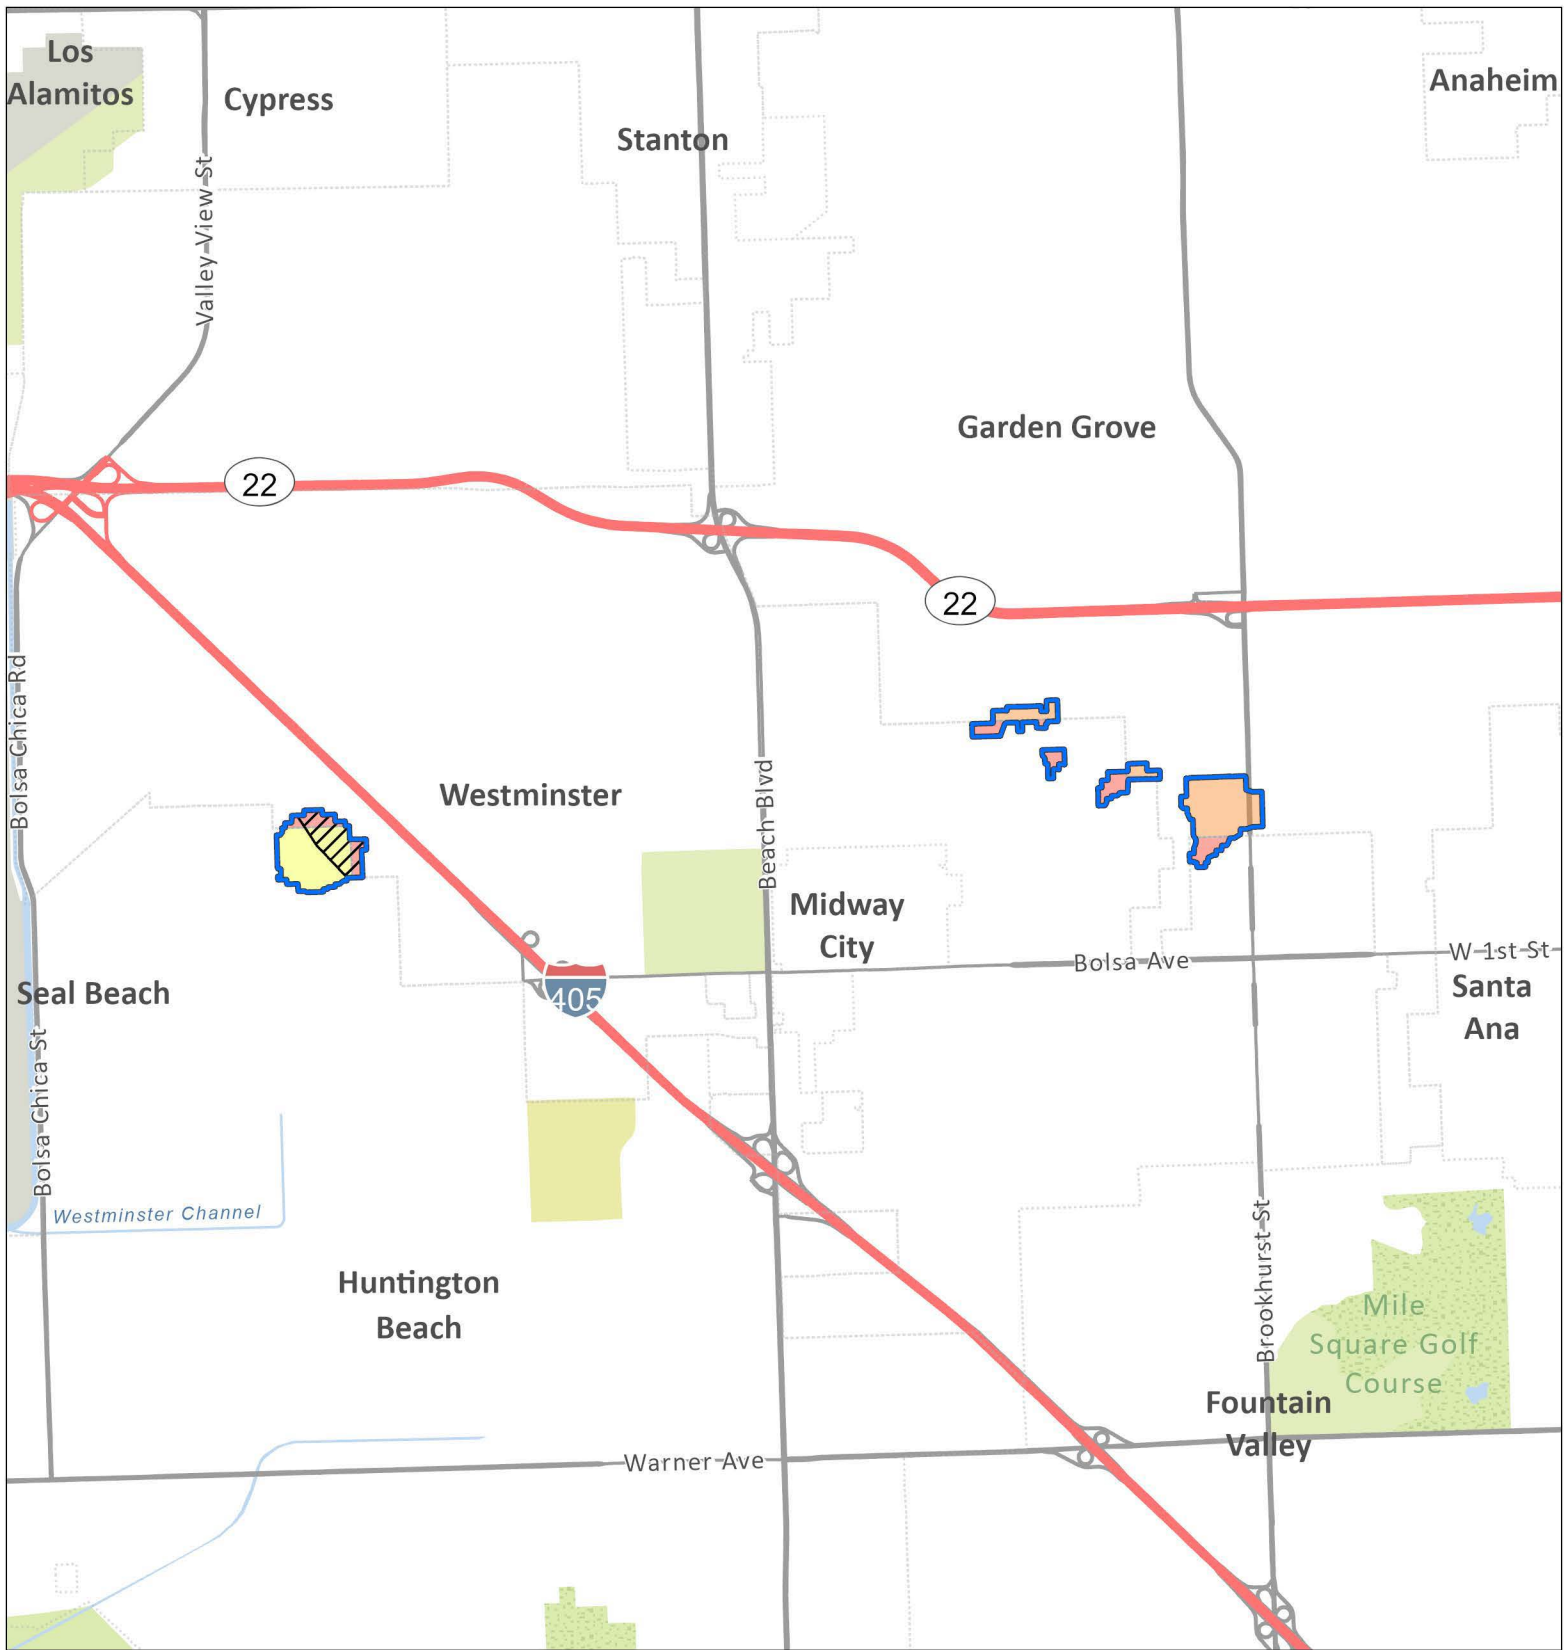 Los
Alamitos
Cypress
Stanton
Anaheim
Valley View St
Garden Grove
22
22
Bolsa Chica Rd
Westminster
Beach Blvd
Midway
City
Bolsa Ave
W 1st St
Seal Beach
405
Santa
Ana
Bolsa Chica St
Westminster Channel
Huntington
Beach
Brookhurst St
Mile
Square Golf
Course
Fountain
Valley
Warner Ave